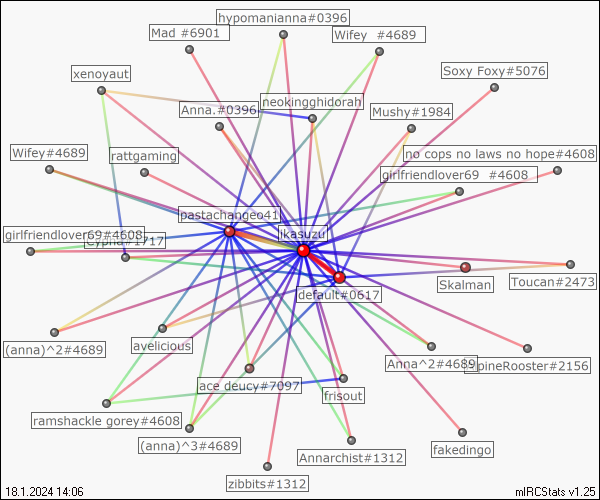 hypomanianna#0396
Mad #6901
Wifey #4689
Soxy Foxy#5076
xenoyaut
neokingghidorah
Anna.#0396
Mushy#1984
Wifey#4689
rattgaming
no cops no laws no hope#4608
girlfriendlover69 #4608
pastachangeo41
ikasuzu
girlfriendlover69#4608
Cypha#1717
Skalman
Toucan#2473
default#0617
(anna)^2#4689
avelicious
Anna^2#4689
AlpineRooster#2156
ace deucy#7097
frisout
ramshackle gorey#4608
(anna)^3#4689
fakedingo
Annarchist#1312
zibbits#1312
18.1.2024 14:06
mIRCStats v1.25